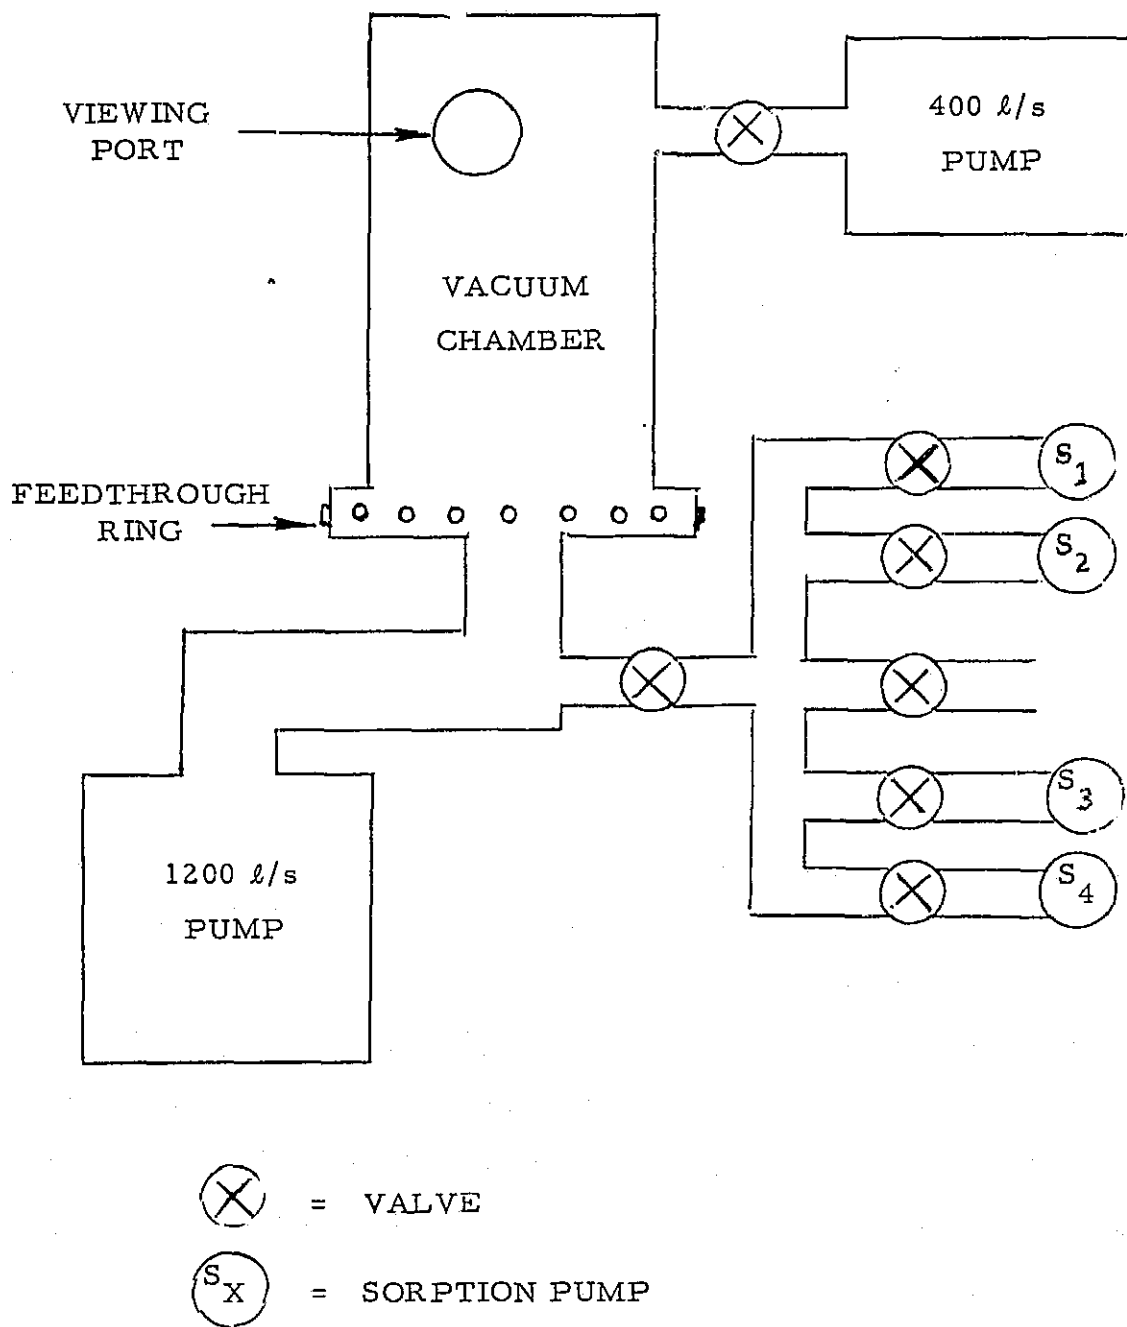 VIEWING
PORT
400 ℓ/s
PUMP
VACUUM
CHAMBER
S1
FEEDTHROUGH
RING
S2
S3
1200 ℓ/s
PUMP
S4
= VALVE
SX = SORPTION PUMP